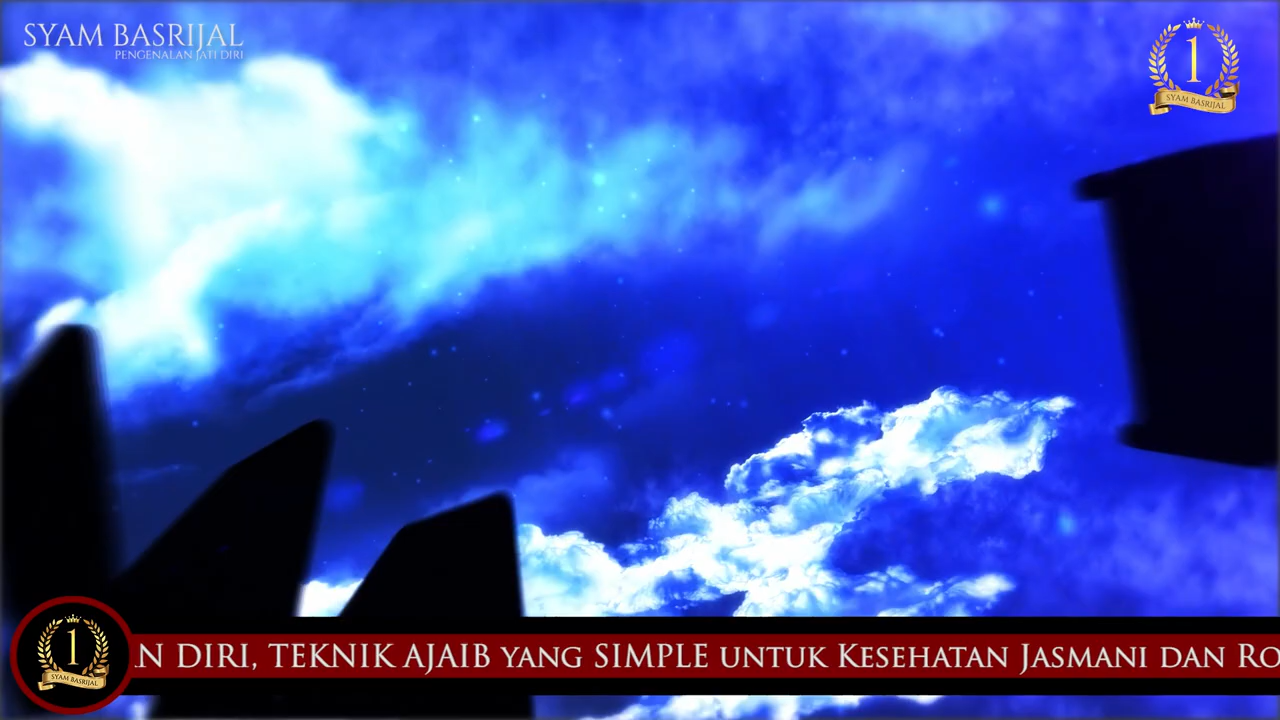 SYAM BASRIJAL
PENGENALAN JATI DIRI
1
SYAM BASRIJAL
1
SYAM BASRIJAL
N DIRI, TEKNIK AJAIB YANG SIMPLE UNTUK KESEHATAN JASMANI DAN RO